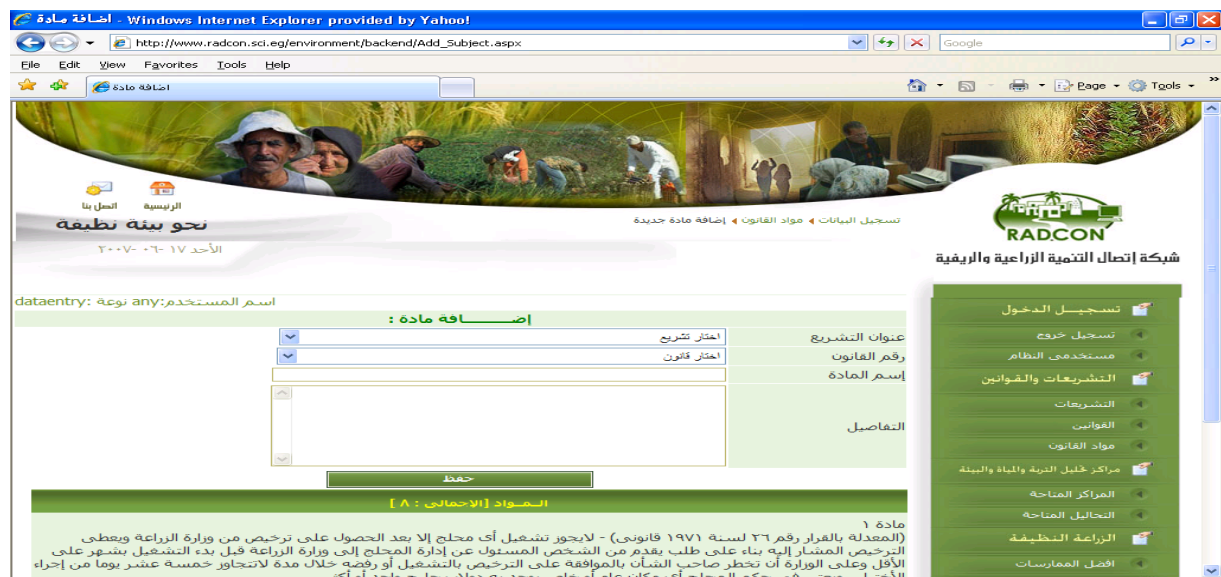 اضافة مادة - Windows Internet Explorer provided by Yahoo!
http://www.radcon.sci.eg/environment/backend/Add_Subject.aspx
Google
File Edit View Favorites Tools Help
اضافة مادة
Page Tools
الرئيسية اتصل بنا
نحو بيئة نظيفة
الأحد ١٧ -٠٦ -٢٠٠٧
تسجيل البيانات مواد القانون إضافة مادة جديدة
RADCON
شبكة إتصال التنمية الزراعية والريفية
اسم المستخدم:any نوعة :dataentry
إضـــــــافة مادة :
عنوان التشريع اختار تشريع
رقم القانون اختار قانون
إسم المادة
التفاصيل
حفظ
الـمـواد [الإجمالى : ٨ ]
مادة ١
(المعدلة بالقرار رقم ٢٦ لسنة ١٩٧١ قانونى) - لايجوز تشغيل أى محلج إلا بعد الحصول على ترخيص من وزارة الزراعة ويعطى
الترخيص المشار إليه بناء على طلب يقدم من الشخص المسئول عن إدارة المحلج إلى وزارة الزراعة قبل بدء التشغيل بشهر على
الأقل وعلى الوزارة أن تخطر صاحب الشأن بالموافقة على الترخيص بالتشغيل أو رفضه خلال مدة لاتتجاوز خمسة عشر يوما من إجراء
تسجيـــل الدخول
تسجيل خروج
مستخدمى النظام
التشريعات والقوانين
التشريعات
القوانين
مواد القانون
مراكز تحليل التربة والمياة والبيئة
المراكز المتاحة
التحاليل المتاحة
الزراعة النظيفة
افضل الممارسات